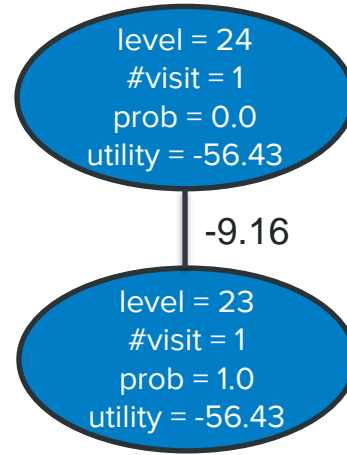 level = 24
#visit = 1
prob = 0.0
utility = -56.43
-9.16
level = 23
#visit = 1
prob = 1.0
utility = -56.43